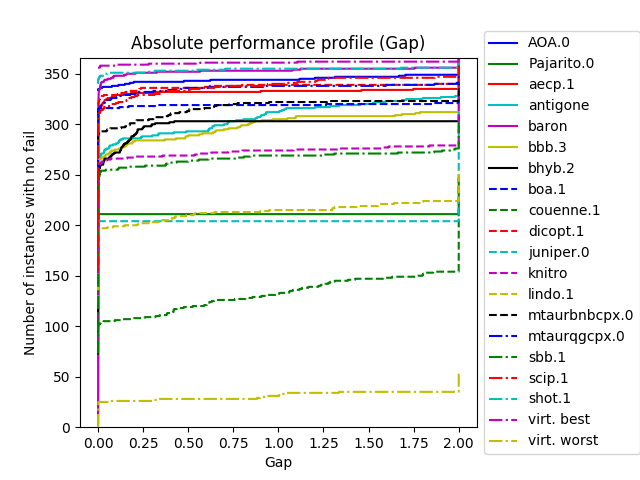 Absolute performance profile (Gap)
Number of instances with no fail
350
300
250
200
150
100
50
0
0.00 0.25 0.50 0.75 1.00 1.25 1.50 1.75 2.00
Gap
AOA.0
Pajarito.0
aecp.1
antigone
baron
bbb.3
bhyb.2
boa.1
couenne.1
dicopt.1
juniper.0
knitro
lindo.1
mtaurbnbcpx.0
mtaurqgcpx.0
sbb.1
scip.1
shot.1
virt. best
virt. worst